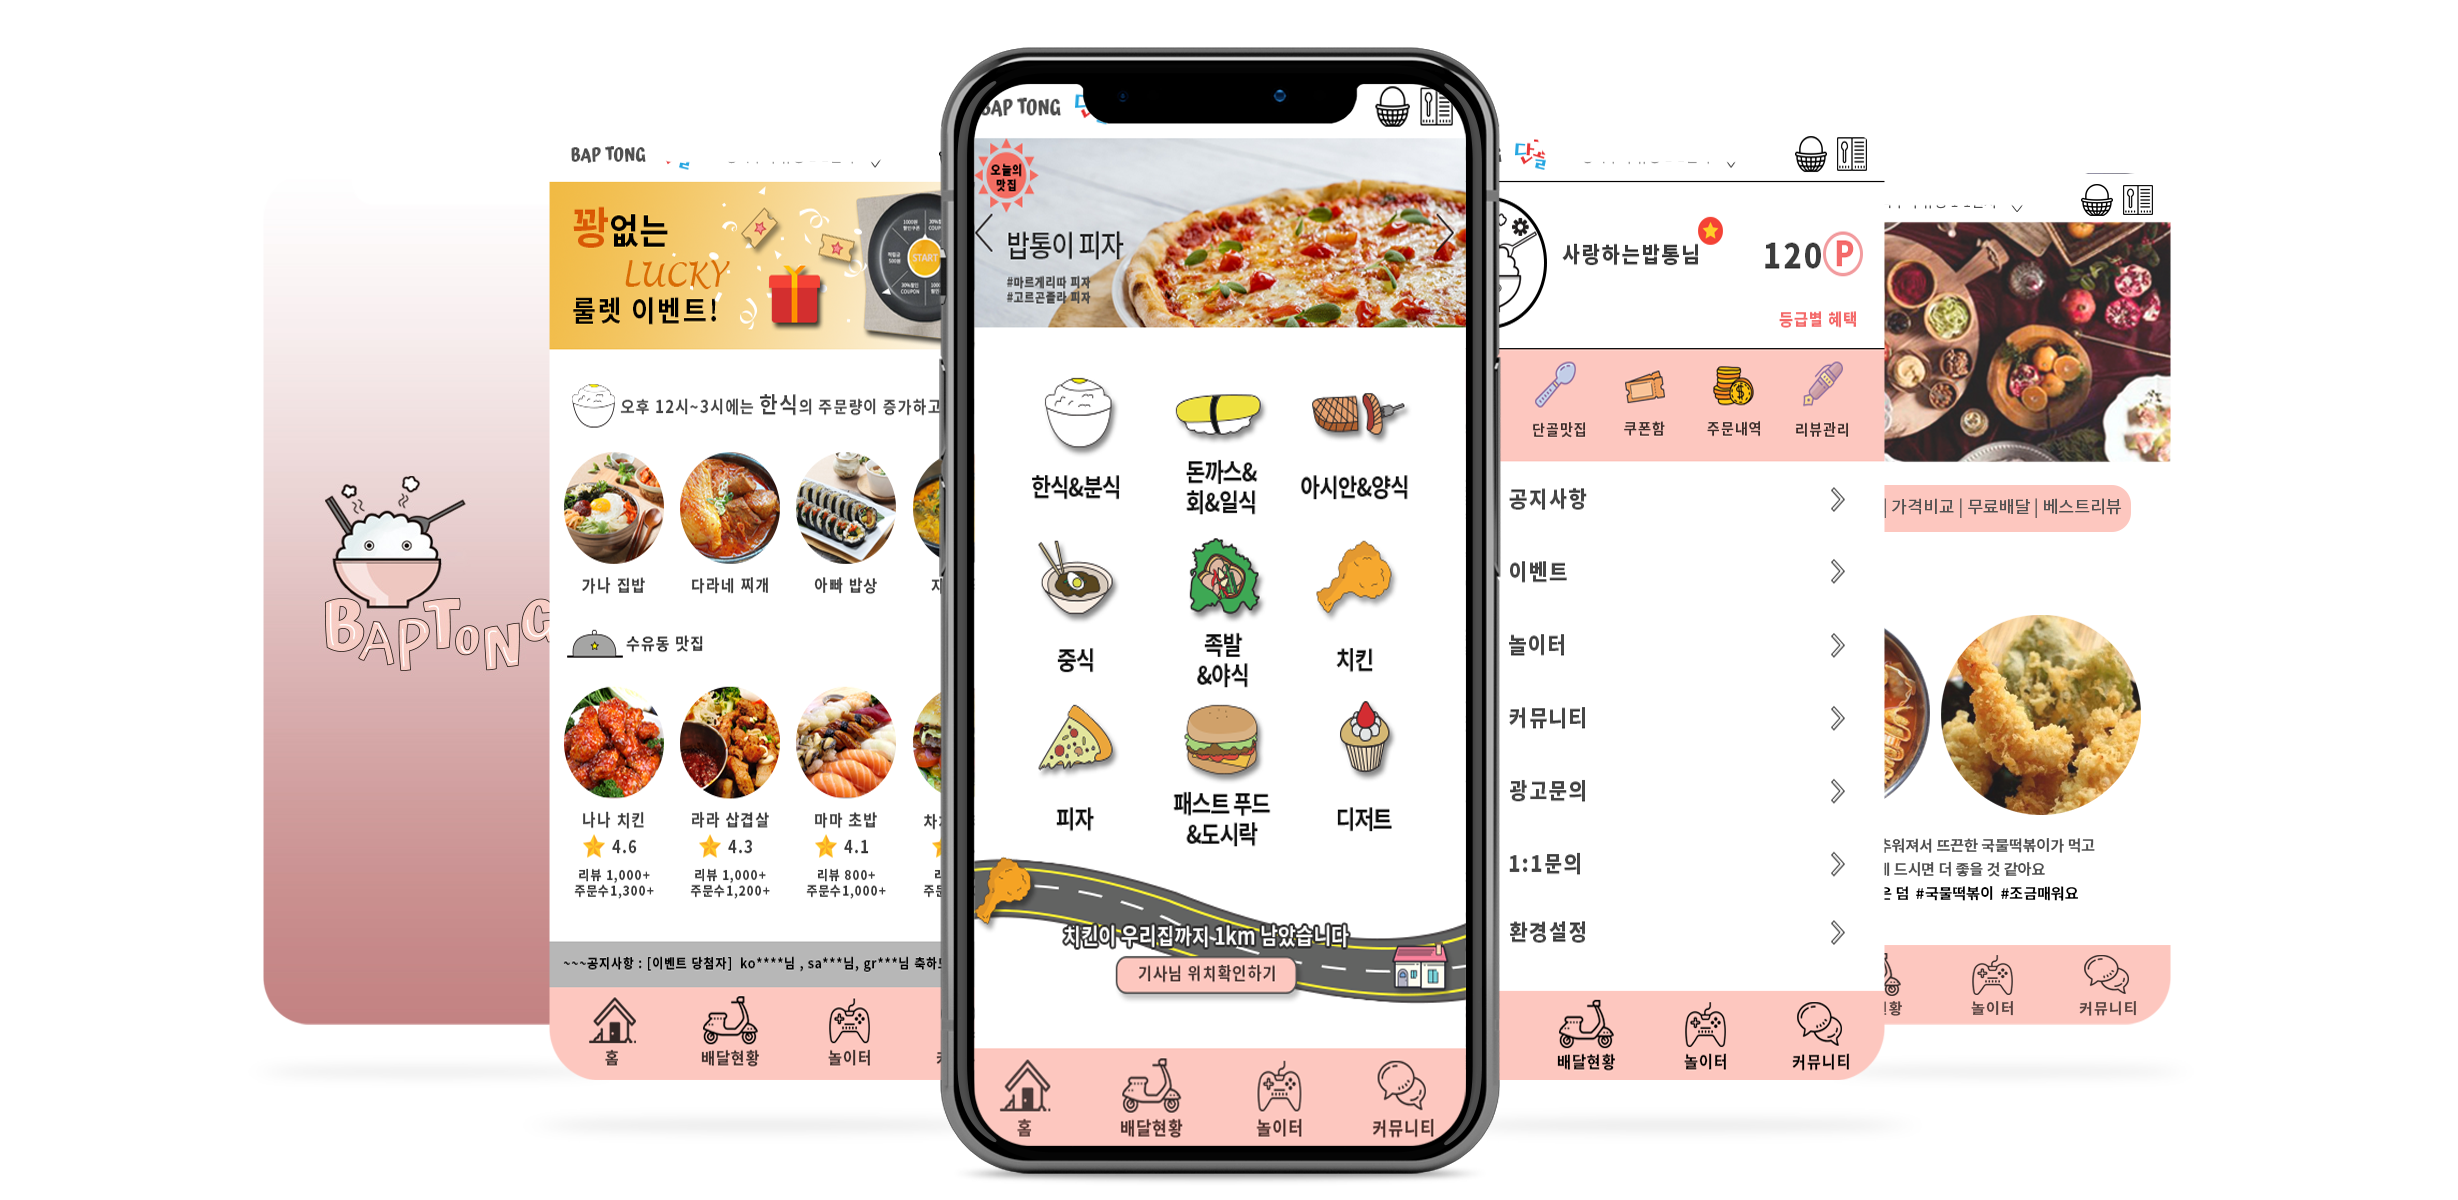 BAPTONG
BAP TONG
꽝없는
LUCKY
룰렛 이벤트!
START
오후 12시~3시에는 한식의 주문량이 증가하고
가나 집밥
다라네 찌개
아빠 밥상
수유동 맛집
나나 치킨
라라 삽겹살
마마 초밥
4.6
4.3
4.1
리뷰 1,000+
리뷰 1,000+
리뷰 800+
주문수1,300+
주문수1,200+
주문수1,000+
~~~공지사항 : [이벤트 당첨자] ko****님 , sa***님, gr***님
홈
배달현황
놀이터
BAP TONG
오늘의
맛집
밥통이 피자
#마르게리따 피자
#고르곤졸라 피자
한식&분식
돈까스&
회&일식
아시안&양식
중식
족발
&야식
치킨
피자
패스트 푸드
&도시락
디저트
치킨이 우리집까지 1km 남았습니다
기사님 위치확인하기
홈
배달현황
놀이터
커뮤니티
단골
사랑하는밥통님
120 P
등급별 혜택
단골맛집
쿠폰함
주문내역
리뷰관리
공지사항
이벤트
놀이터
커뮤니티
광고문의
1:1문의
환경설정
배달현황
놀이터
커뮤니티
| 가격비교 | 무료배달 | 베스트리뷰
추워져서 뜨끈한 국물떡볶이가 먹고
드시면 더 좋을 것 같아요
덤 #국물떡볶이 #조금매워요
놀이터
커뮤니티